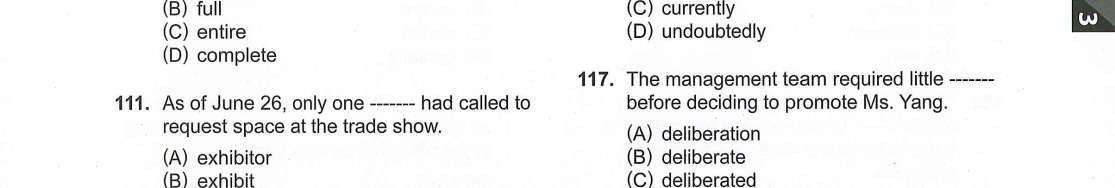 (B) full
(C) entire
(D) complete
111. As of June 26, only one ------- had called to
request space at the trade show.
(A) exhibitor
(B) exhibit
(C) currently
(D) undoubtedly
117. The management team required little -------
before deciding to promote Ms. Yang.
(A) deliberation
(B) deliberate
(C) deliberated
3